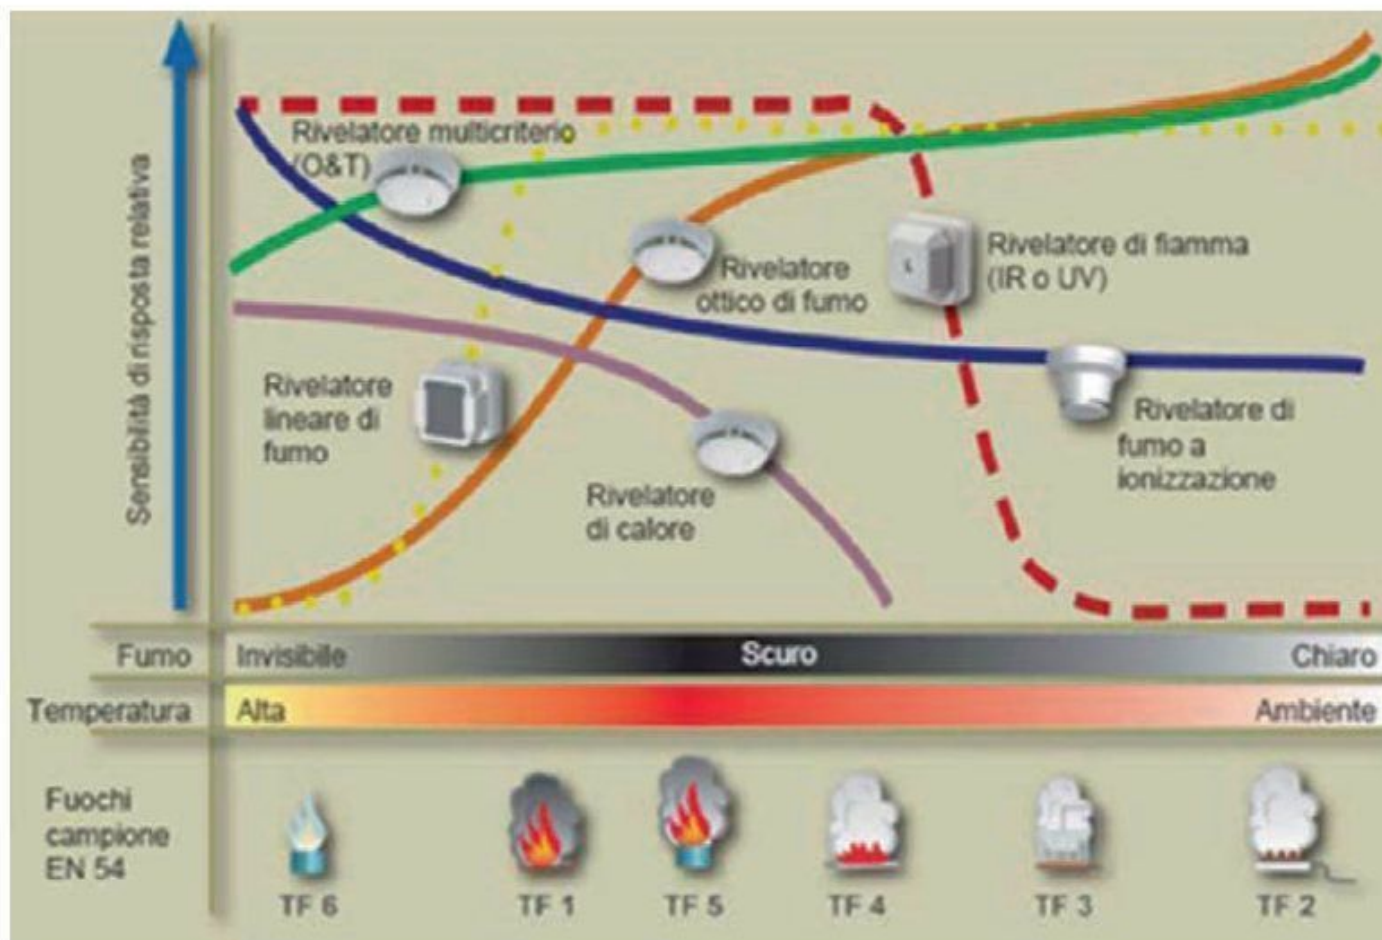 Sensibilità di risposta relativa
Rivelatore multicriterio
(O&T)
Rivelatore
ottico di fumo
Rivelatore di fiamma
(IR o UV)
Rivelatore
lineare di
fumo
Rivelatore
di calore
Rivelatore di
fumo a
ionizzazione
Fumo Invisibile Scuro Chiaro
Temperatura Alta Ambiente
Fuochi
campione
EN 54
TF 6 TF 1 TF 5 TF 4 TF 3 TF 2